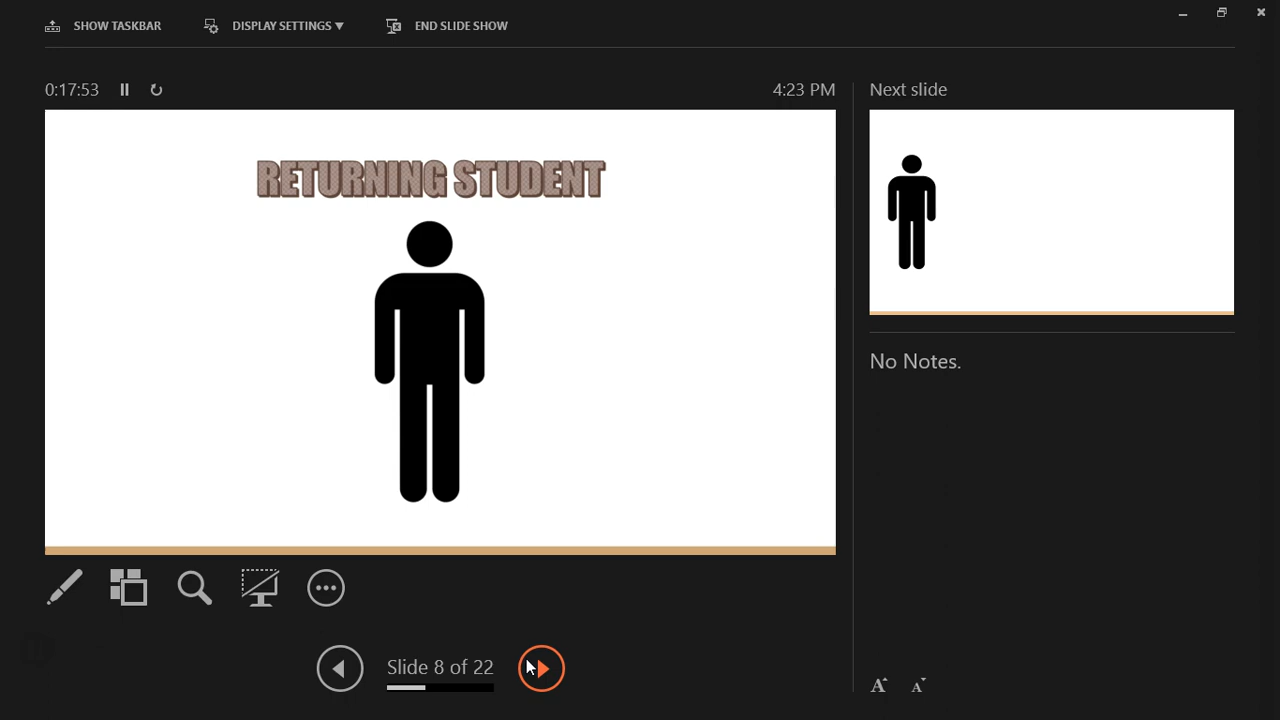 SHOW TASKBAR DISPLAY SETTINGS ▼ END SLIDE SHOW
0:17:53 4:23 PM Next slide
RETURNING STUDENT
No Notes.
Slide 8 of 22
A A